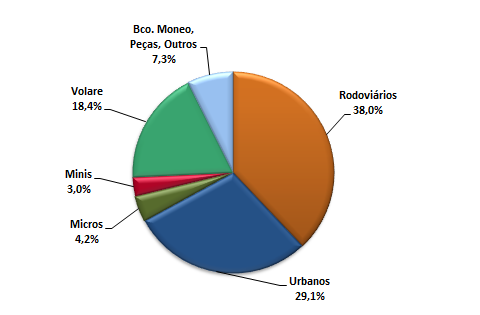 Bco. Moneo,
Peças, Outros
7,3%
Rodoviários
38,0%
Volare
18,4%
Minis
3,0%
Micros
4,2%
Urbanos
29,1%